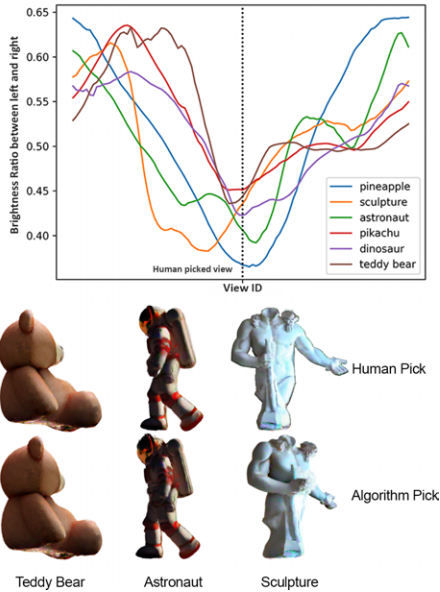 Brightness Ratio between left and right
0.65
0.60
0.55
0.50
0.45
0.40
Human picked view
pineapple
sculpture
astronaut
pikachu
dinosaur
teddy bear
View ID
Human Pick
Algorithm Pick
Teddy Bear
Astronaut
Sculpture